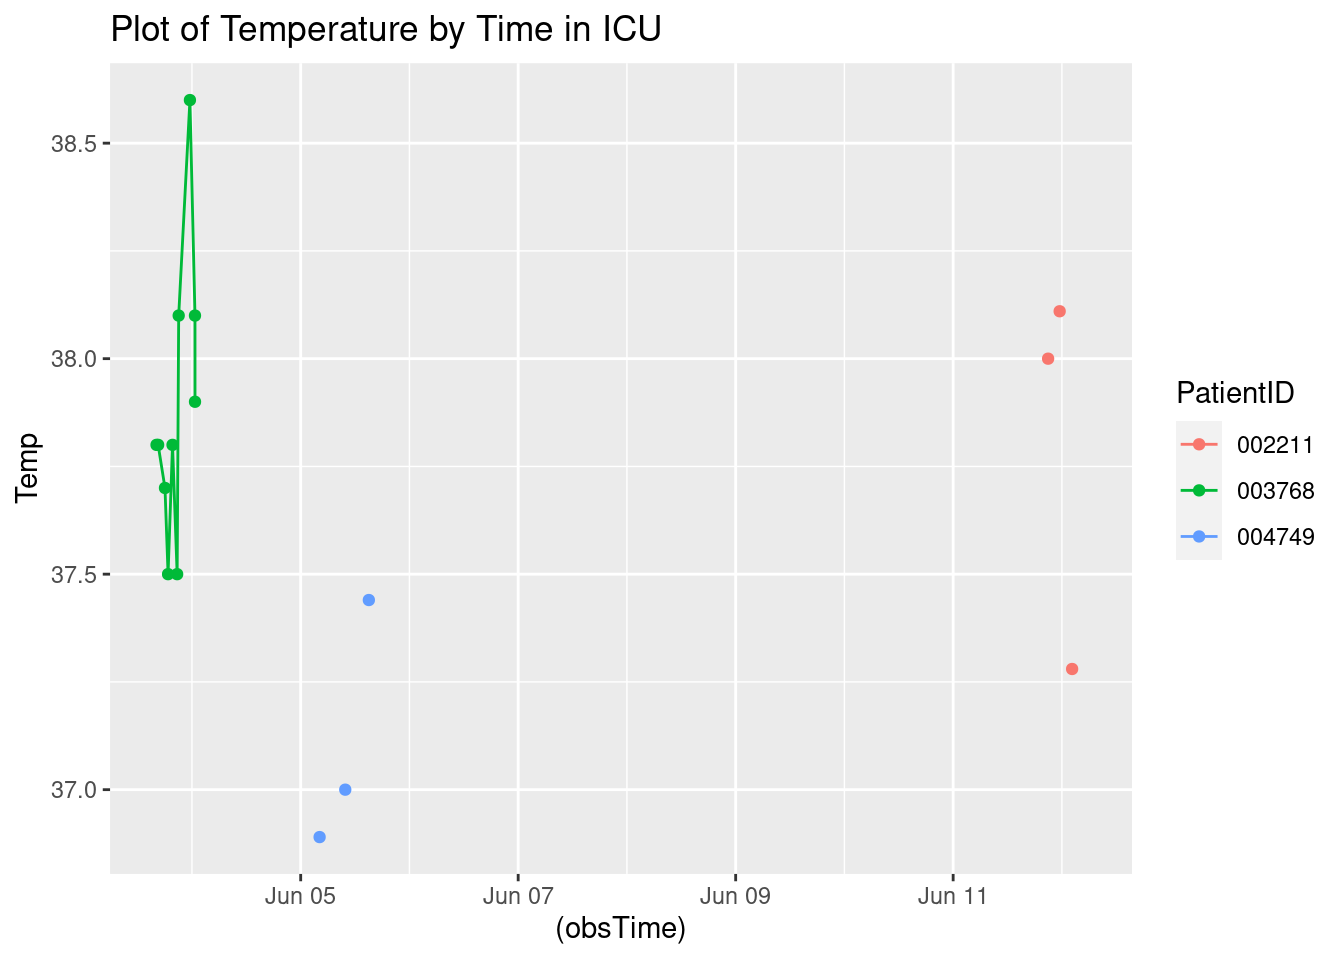 Plot of Temperature by Time in ICU
38.5
38.0
37.5
37.0
Temp
Jun 05 Jun 07 Jun 09 Jun 11
(obsTime)
PatientID
002211
003768
004749